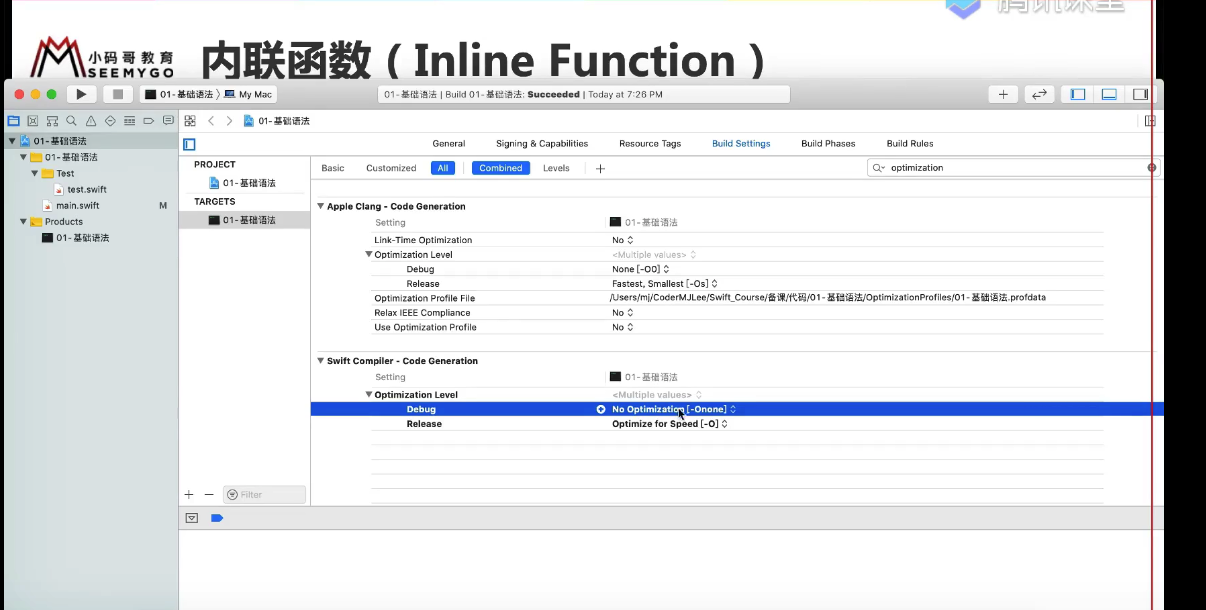 腾讯课堂
小码哥教育
SEEMYGO
内联函数（Inline Function）
01-基础语法 〉 My Mac
01-基础语法 | Build 01-基础语法: Succeeded | Today at 7:26 PM
01-基础语法
01-基础语法
01-基础语法
Test
test.swift
main.swift M
Products
01-基础语法
General Signing & Capabilities Resource Tags Build Settings Build Phases Build Rules
PROJECT
01-基础语法
TARGETS
01-基础语法
Basic Customized All Combined Levels + optimization
Apple Clang - Code Generation
Setting 01-基础语法
Link-Time Optimization No
Optimization Level <Multiple values>
Debug None [-O0]
Release Fastest, Smallest [-Os]
Optimization Profile File /Users/mj/CoderMJLee/Swift_Course/备课/代码/01-基础语法/OptimizationProfiles/01-基础语法.profdata
Relax IEEE Compliance No
Use Optimization Profile No
Swift Compiler - Code Generation
Setting 01-基础语法
Optimization Level <Multiple values>
Debug No Optimization [-Onone]
Release Optimize for Speed [-O]
Filter